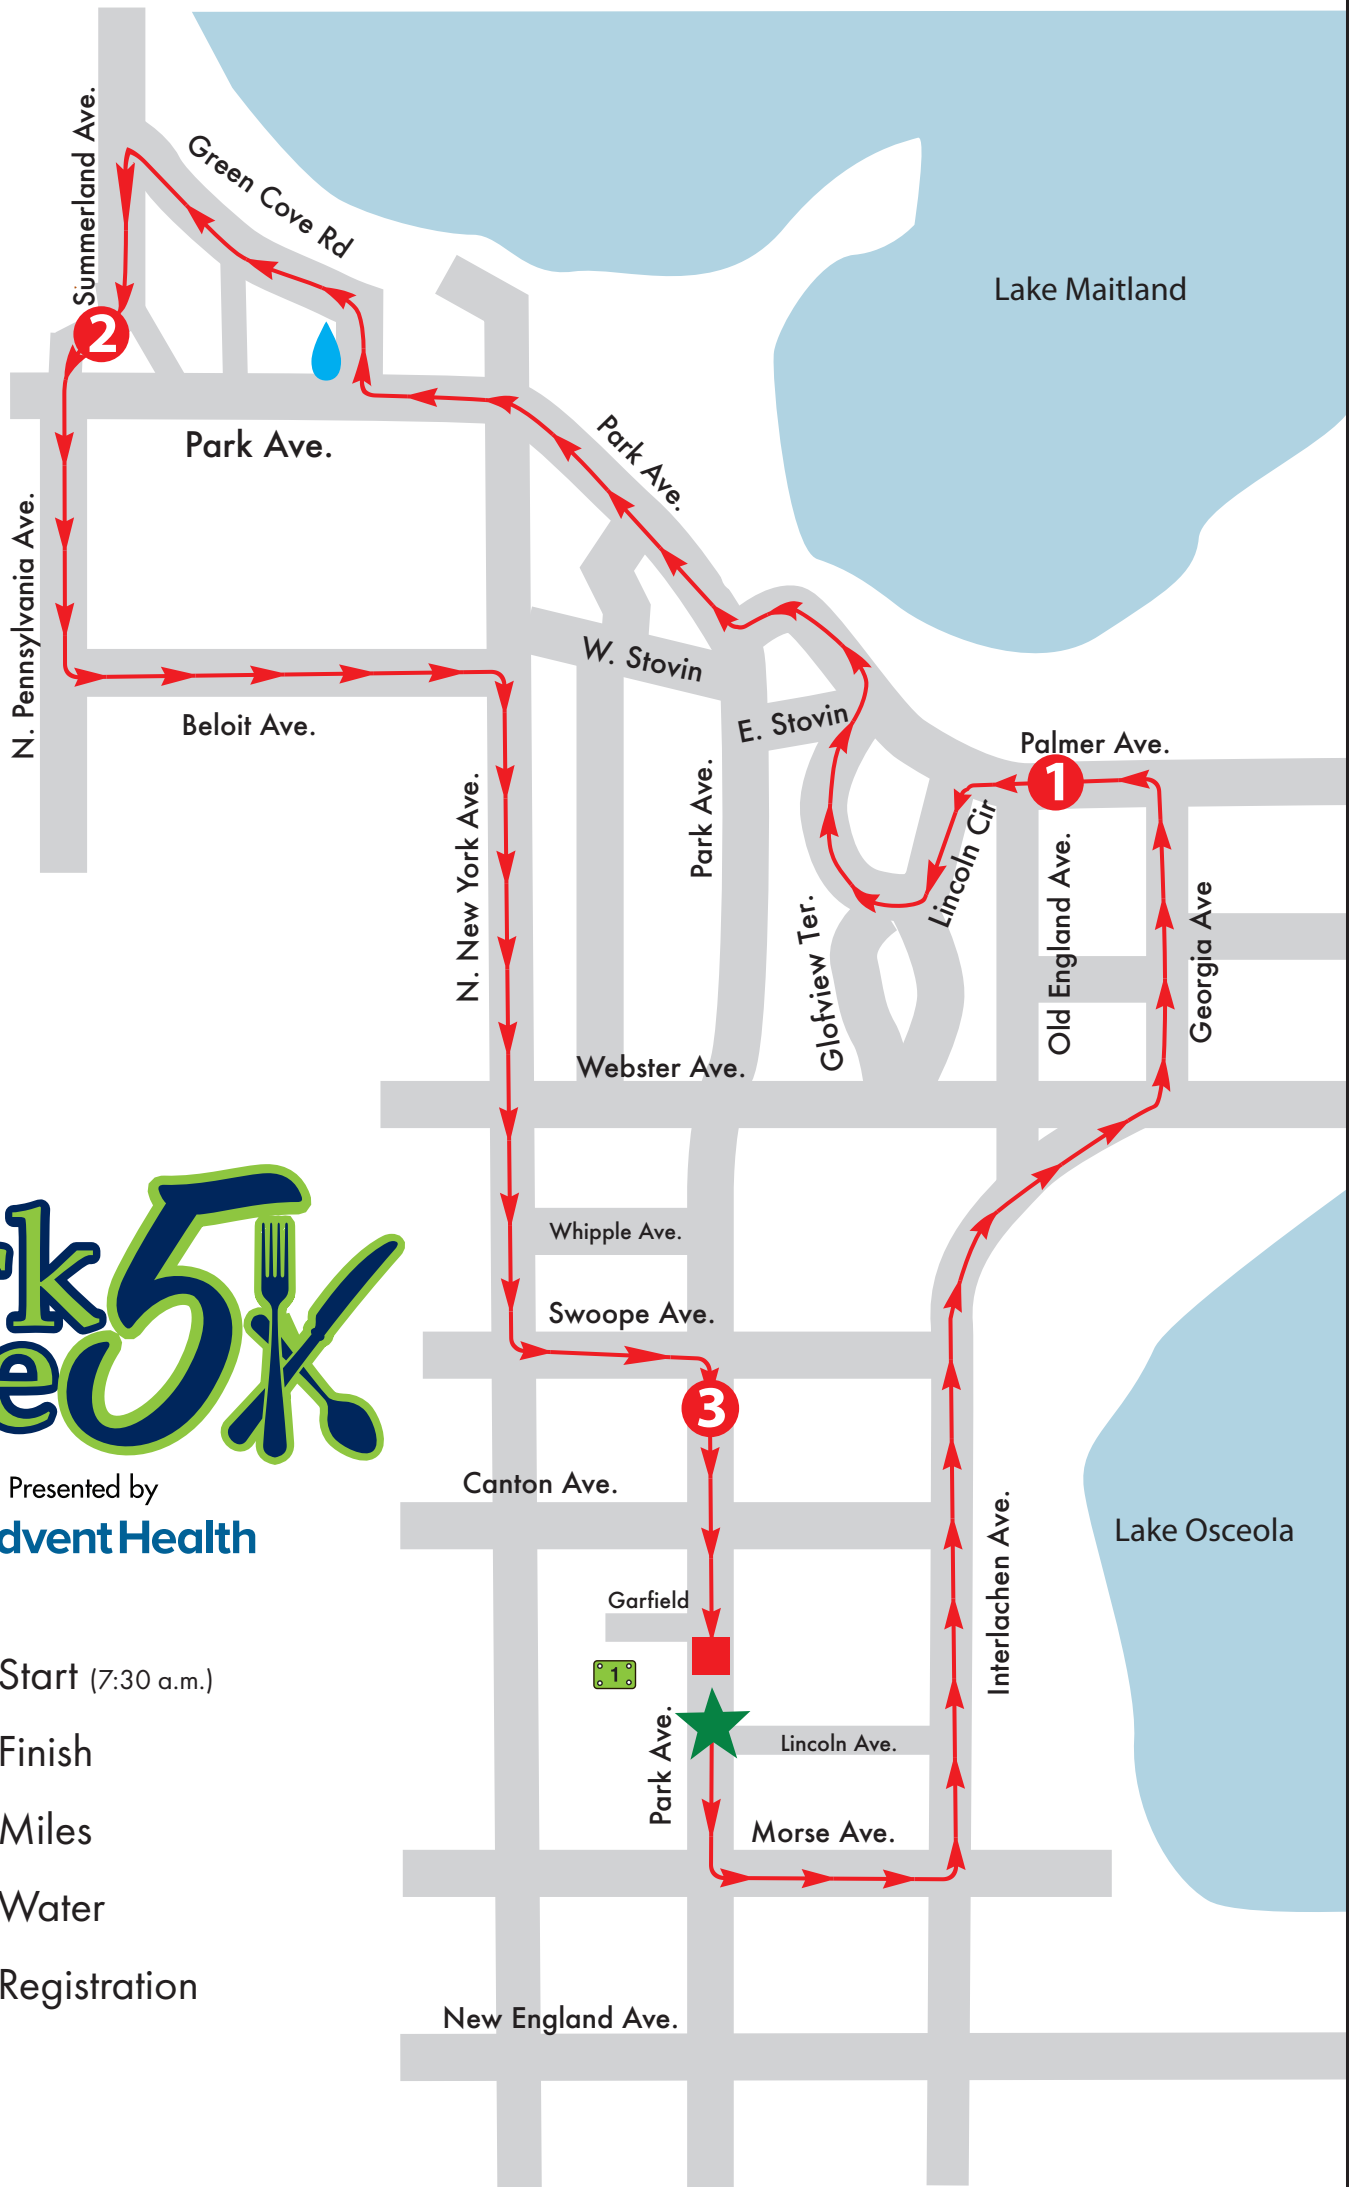 Summerland Ave.
Green Cove Rd
Lake Maitland
2
Park Ave.
Park Ave.
N. Pennsylvania Ave.
W. Stovin
E. Stovin
Beloit Ave.
Palmer Ave.
1
N. New York Ave.
Park Ave.
Lincoln Cir
Old England Ave.
Georgia Ave
Glofview Ter.
Webster Ave.
Whipple Ave.
Swoope Ave.
rk
e5K
3
Presented by
dventHealth
Canton Ave.
Interlachen Ave.
Lake Osceola
Garfield
1
Start (7:30 a.m.)
Park Ave.
Lincoln Ave.
Finish
Miles
Morse Ave.
Water
Registration
New England Ave.